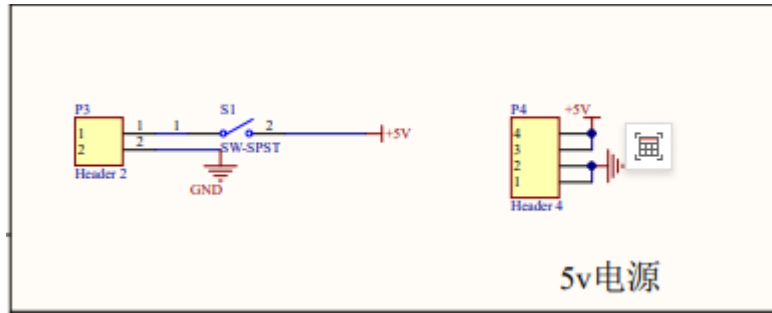 P3
1
2
Header 2
1
2
1
S1
2
SW-SPST
+5V
GND
P4
+5V
4
3
2
1
Header 4
5v电源